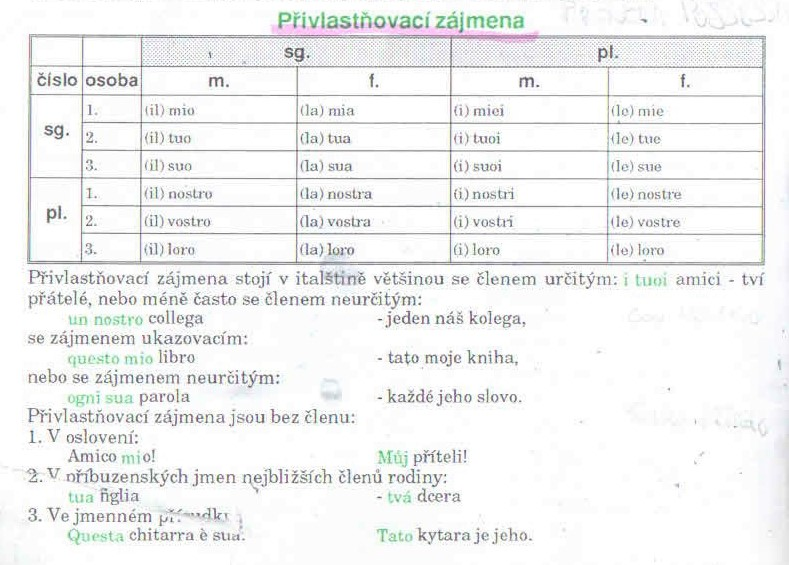 Přivlastňovací zájmena
sg. pl.
číslo osoba m. f. m. f.
sg. 1. (il) mio (la) mia (i) miei (le) mie
2. (il) tuo (la) tua (i) tuoi (le) tue
3. (il) suo (la) sua (i) suoi (le) sue
pl. 1. (il) nostro (la) nostra (i) nostri (le) nostre
2. (il) vostro (la) vostra (i) vostri (le) vostre
3. (il) loro (la) loro (i) loro (le) loro
Přivlastňovací zájmena stojí v italštině většinou se členem určitým: i tuoi amici - tví
přátelé, nebo méně často se členem neurčitým:
un nostro collega - jeden náš kolega,
se zájmenem ukazovacím:
questo mio libro - tato moje kniha,
nebo se zájmenem neurčitým:
ogni sua parola - každé jeho slovo.
Přivlastňovací zájmena jsou bez členu:
1. V oslovení:
Amico mio! Můj příteli!
2. V příbuzenských jmen nejbližších členů rodiny:
tua figlia - tvá dcera
3. Ve jmenném
Questa chitarra è sua. Tato kytara je jeho.